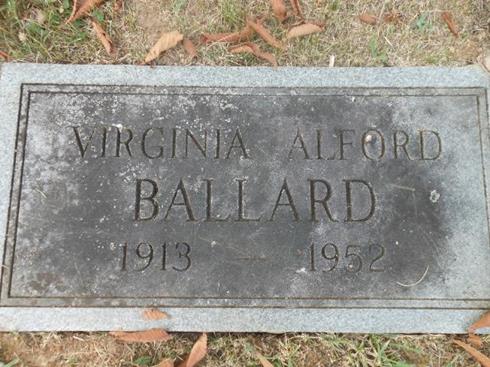 VIRGINIA ALFORD
BALLARD
1913 — 1952